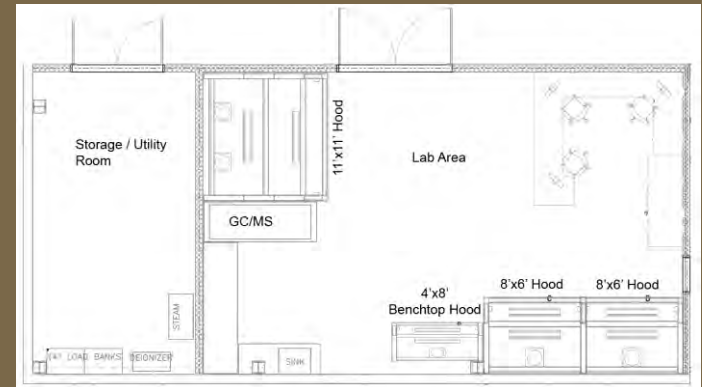 Storage / Utility
Room
11'x11' Hood
Lab Area
GC/MS
4'x8'
Benchtop Hood
8'x6' Hood
8'x6' Hood
STEAM
LOAD BANKS
DEIONIZER
SINK